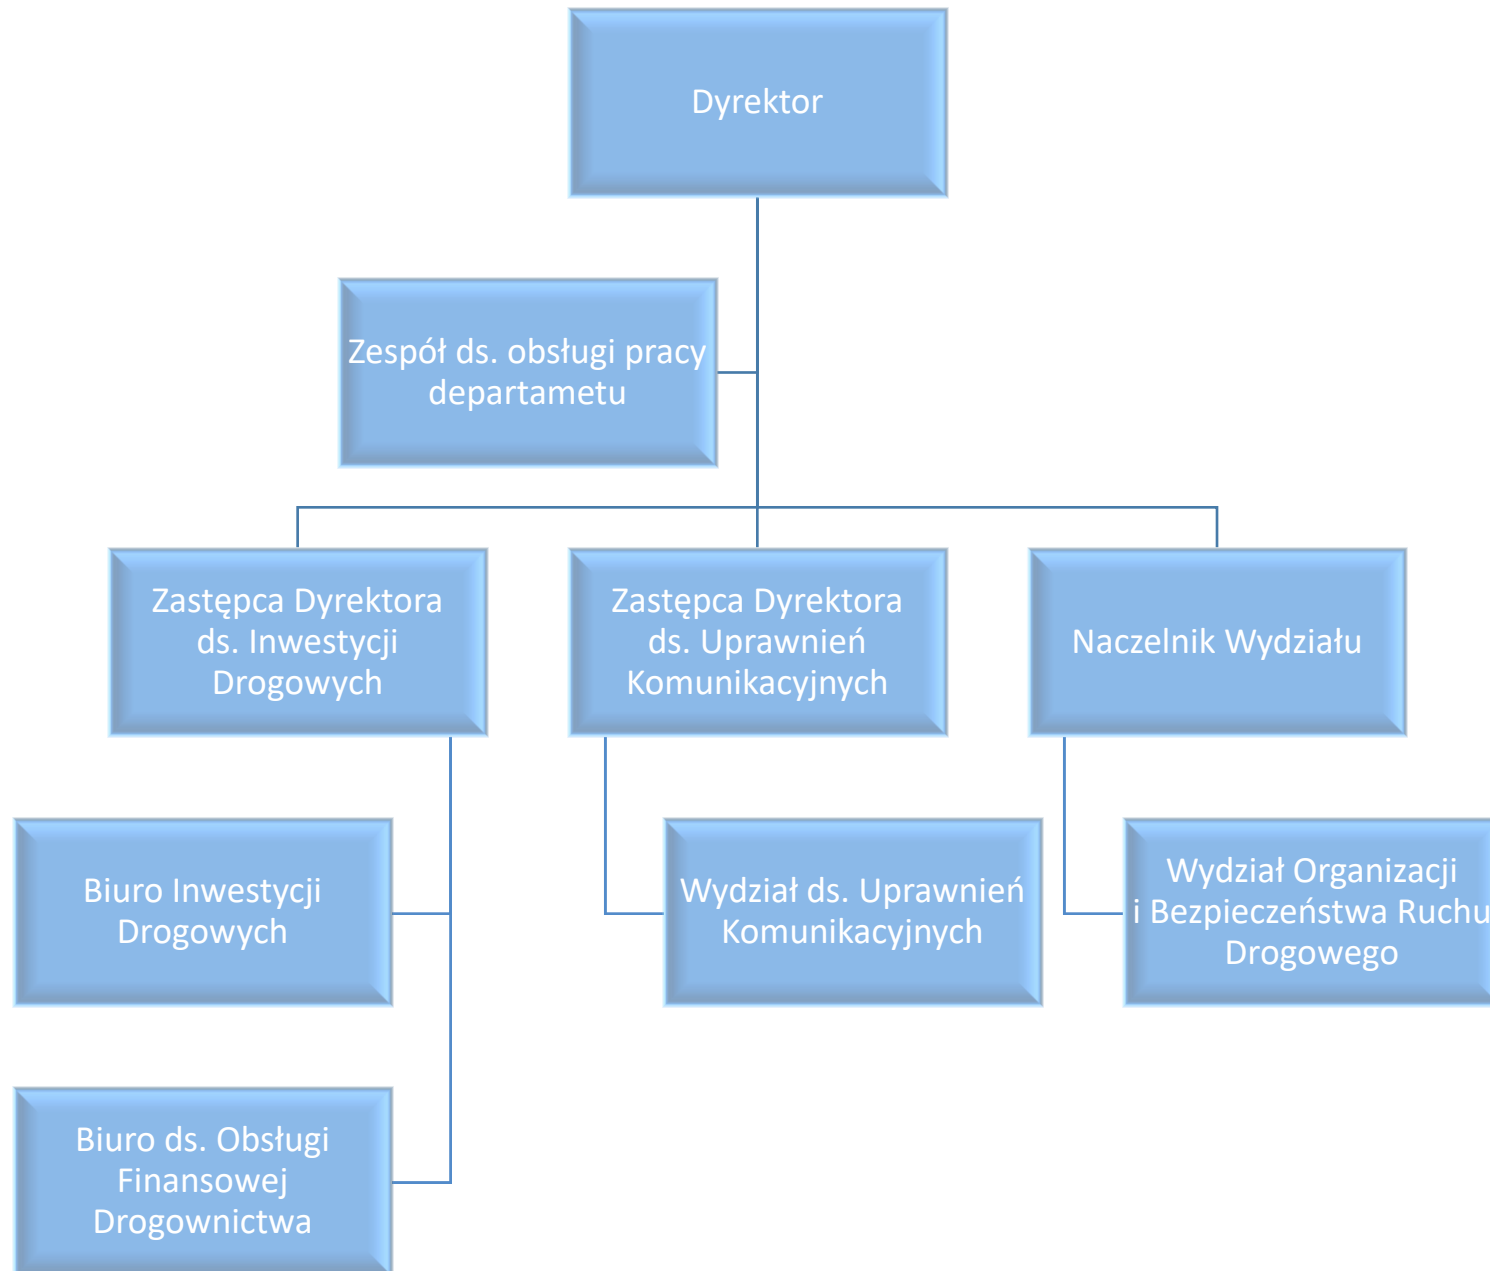 Dyrektor
Zespół ds. obsługi pracy
departametu
Zastępca Dyrektora
ds. Inwestycji
Drogowych
Zastępca Dyrektora
ds. Uprawnień
Komunikacyjnych
Naczelnik Wydziału
Biuro Inwestycji
Drogowych
Wydział ds. Uprawnień
Komunikacyjnych
Wydział Organizacji
i Bezpieczeństwa Ruchu
Drogowego
Biuro ds. Obsługi
Finansowej
Drogownictwa